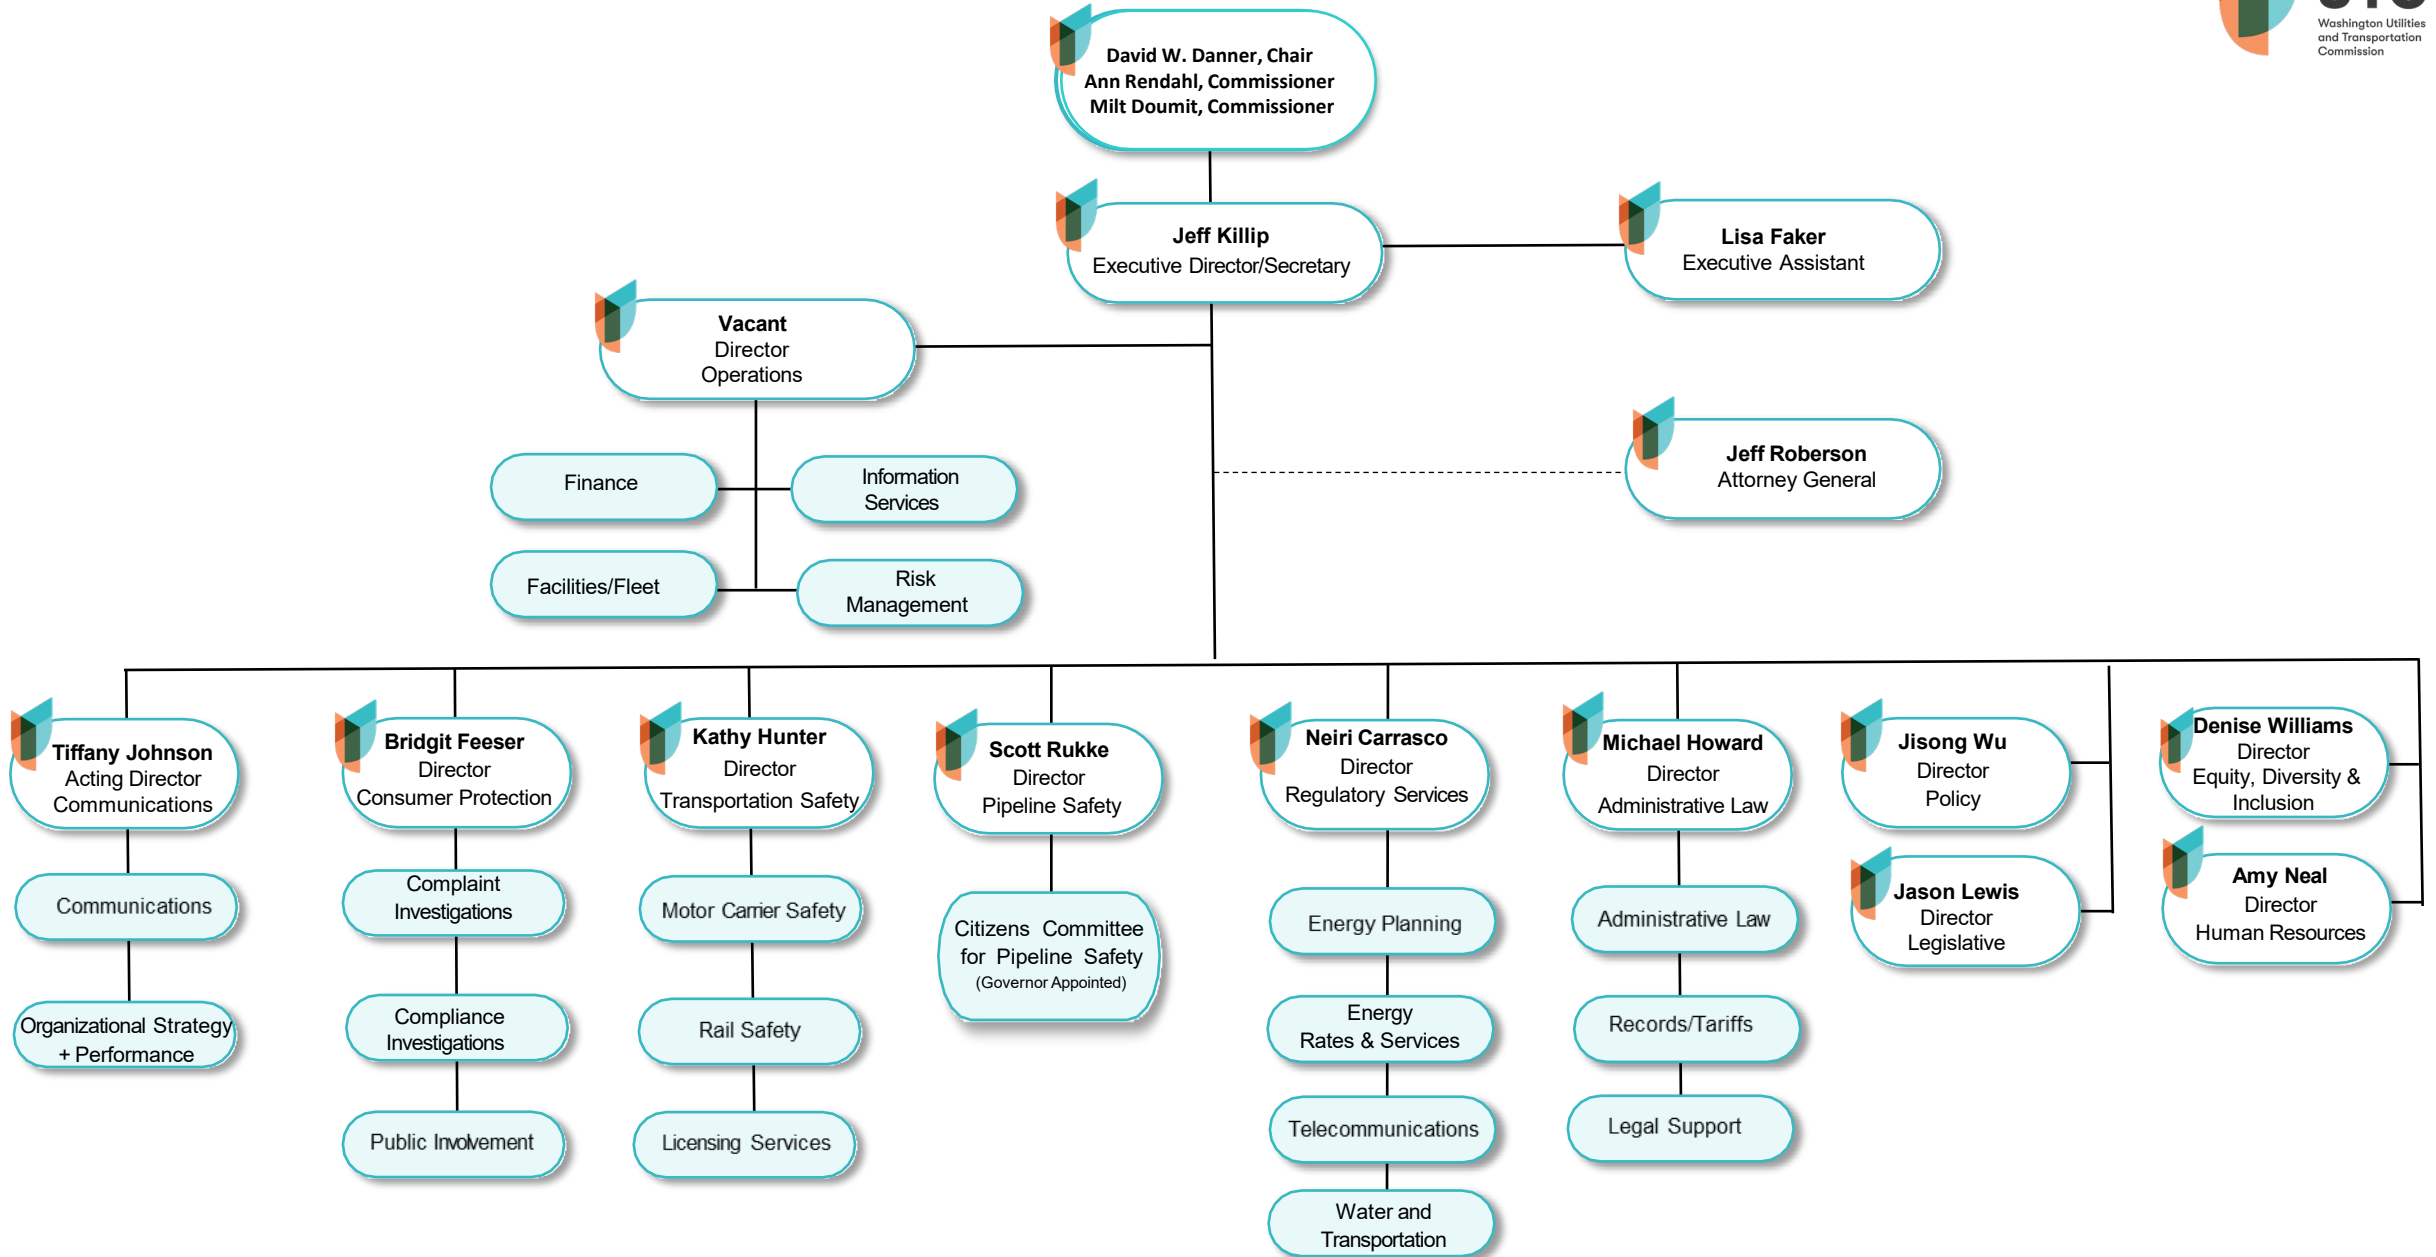 Washington Utilities
and Transportation
Commission
David W. Danner, Chair
Ann Rendahl, Commissioner
Milt Doumit, Commissioner
Jeff Killip
Executive Director/Secretary
Lisa Faker
Executive Assistant
Vacant
Director
Operations
Jeff Roberson
Attorney General
Finance
Information
Services
Facilities/Fleet
Risk
Management
Tiffany Johnson
Acting Director
Communications
Communications
Organizational Strategy
+ Performance
Bridgit Feeser
Director
Consumer Protection
Complaint
Investigations
Compliance
Investigations
Public Involvement
Kathy Hunter
Director
Transportation Safety
Motor Carrier Safety
Rail Safety
Licensing Services
Scott Rukke
Director
Pipeline Safety
Citizens Committee
for Pipeline Safety
(Governor Appointed)
Neiri Carrasco
Director
Regulatory Services
Energy Planning
Energy
Rates & Services
Telecommunications
Water and
Transportation
Michael Howard
Director
Administrative Law
Administrative Law
Records/Tariffs
Legal Support
Jisong Wu
Director
Policy
Jason Lewis
Director
Legislative
Denise Williams
Director
Equity, Diversity &
Inclusion
Amy Neal
Director
Human Resources